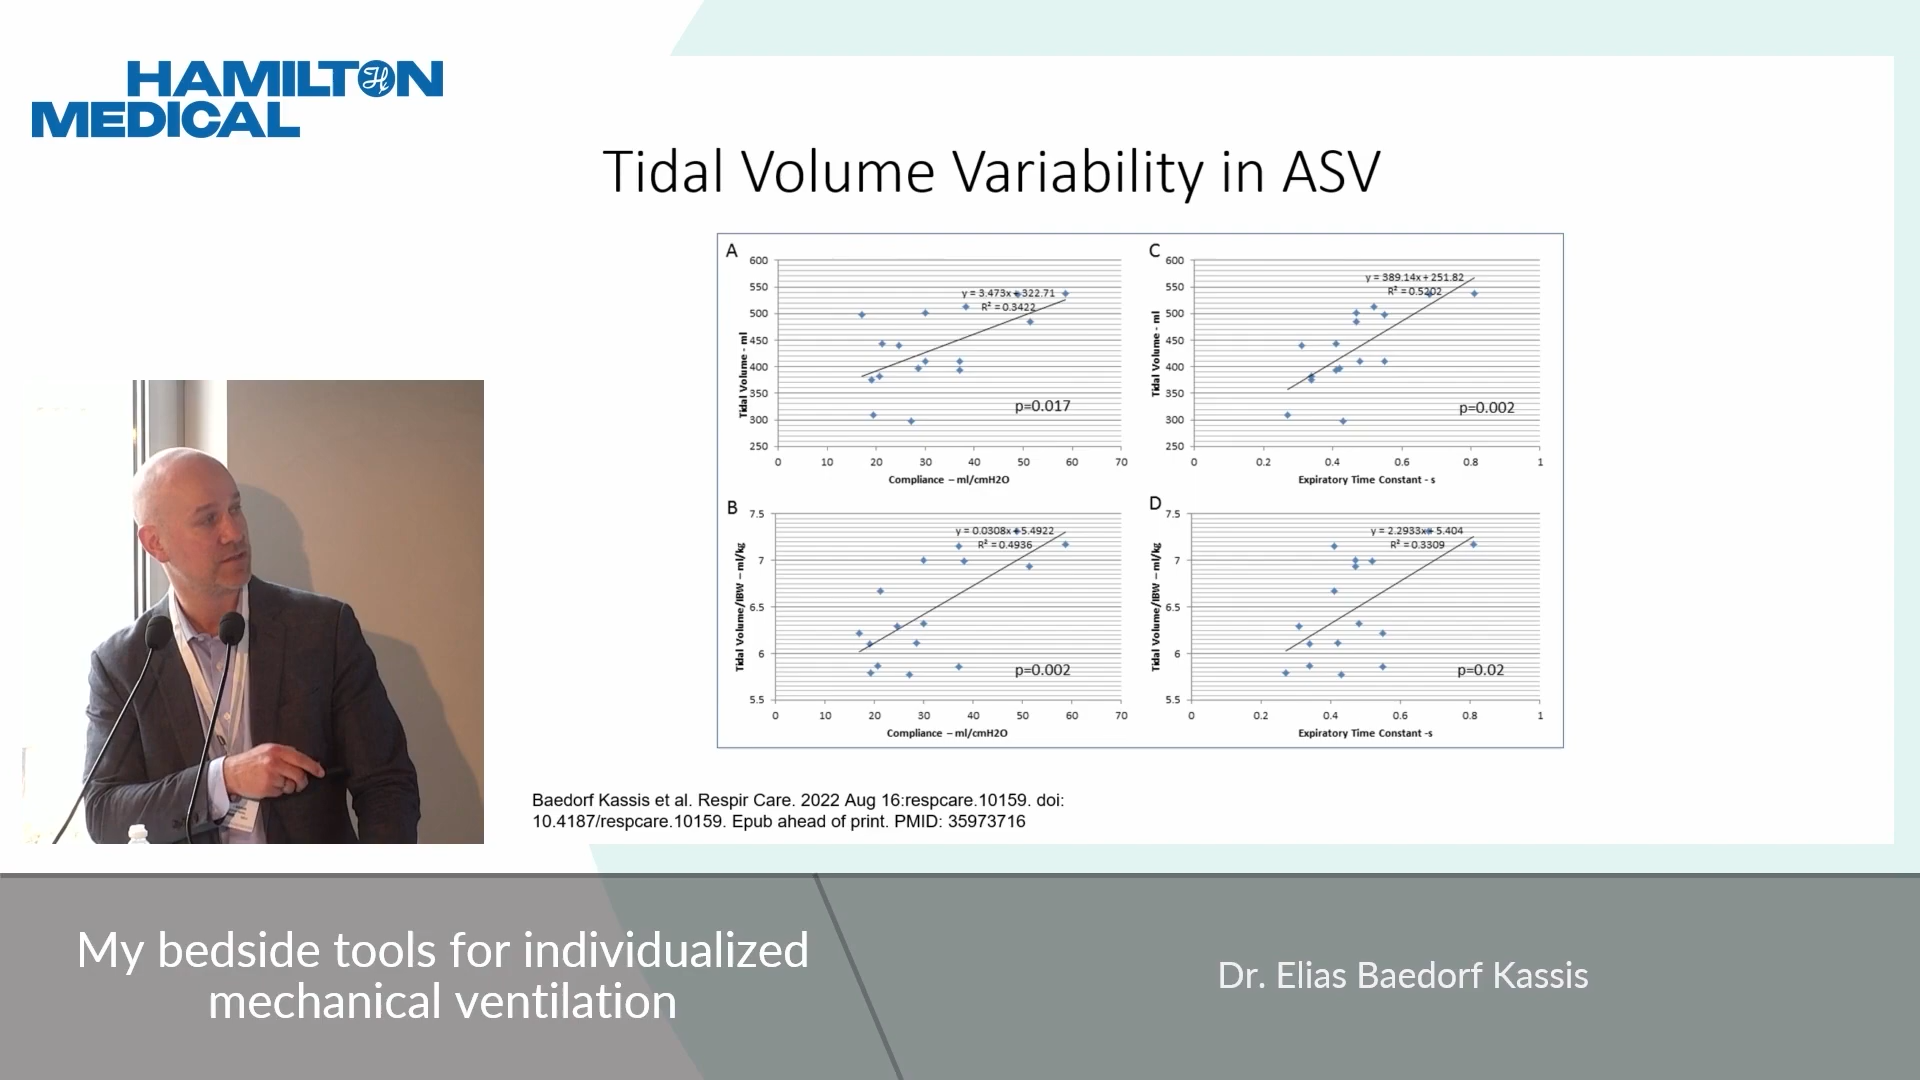 HAMILTON
MEDICAL
Tidal Volume Variability in ASV
A
600
550
500
450
400
350
300
250
Tidal Volume - ml
y = 3.473x + 322.71
R² = 0.3422
p=0.017
0 10 20 30 40 50 60 70
Compliance – ml/cmH2O
C
600
550
500
450
400
350
300
250
Tidal Volume - ml
y = 389.14x + 251.82
R² = 0.5202
p=0.002
0 0.2 0.4 0.6 0.8 1
Expiratory Time Constant - s
B
7.5
7
6.5
6
5.5
Tidal Volume/IBW – ml/kg
y = 0.0308x + 5.4922
R² = 0.4936
p=0.002
0 10 20 30 40 50 60 70
Compliance – ml/cmH2O
D
7.5
7
6.5
6
5.5
Tidal Volume/IBW – ml/kg
y = 2.2933x + 5.404
R² = 0.3309
p=0.02
0 0.2 0.4 0.6 0.8 1
Expiratory Time Constant -s
Baedorf Kassis et al. Respir Care. 2022 Aug 16:respcare.10159. doi:
10.4187/respcare.10159. Epub ahead of print. PMID: 35973716
My bedside tools for individualized
mechanical ventilation
Dr. Elias Baedorf Kassis